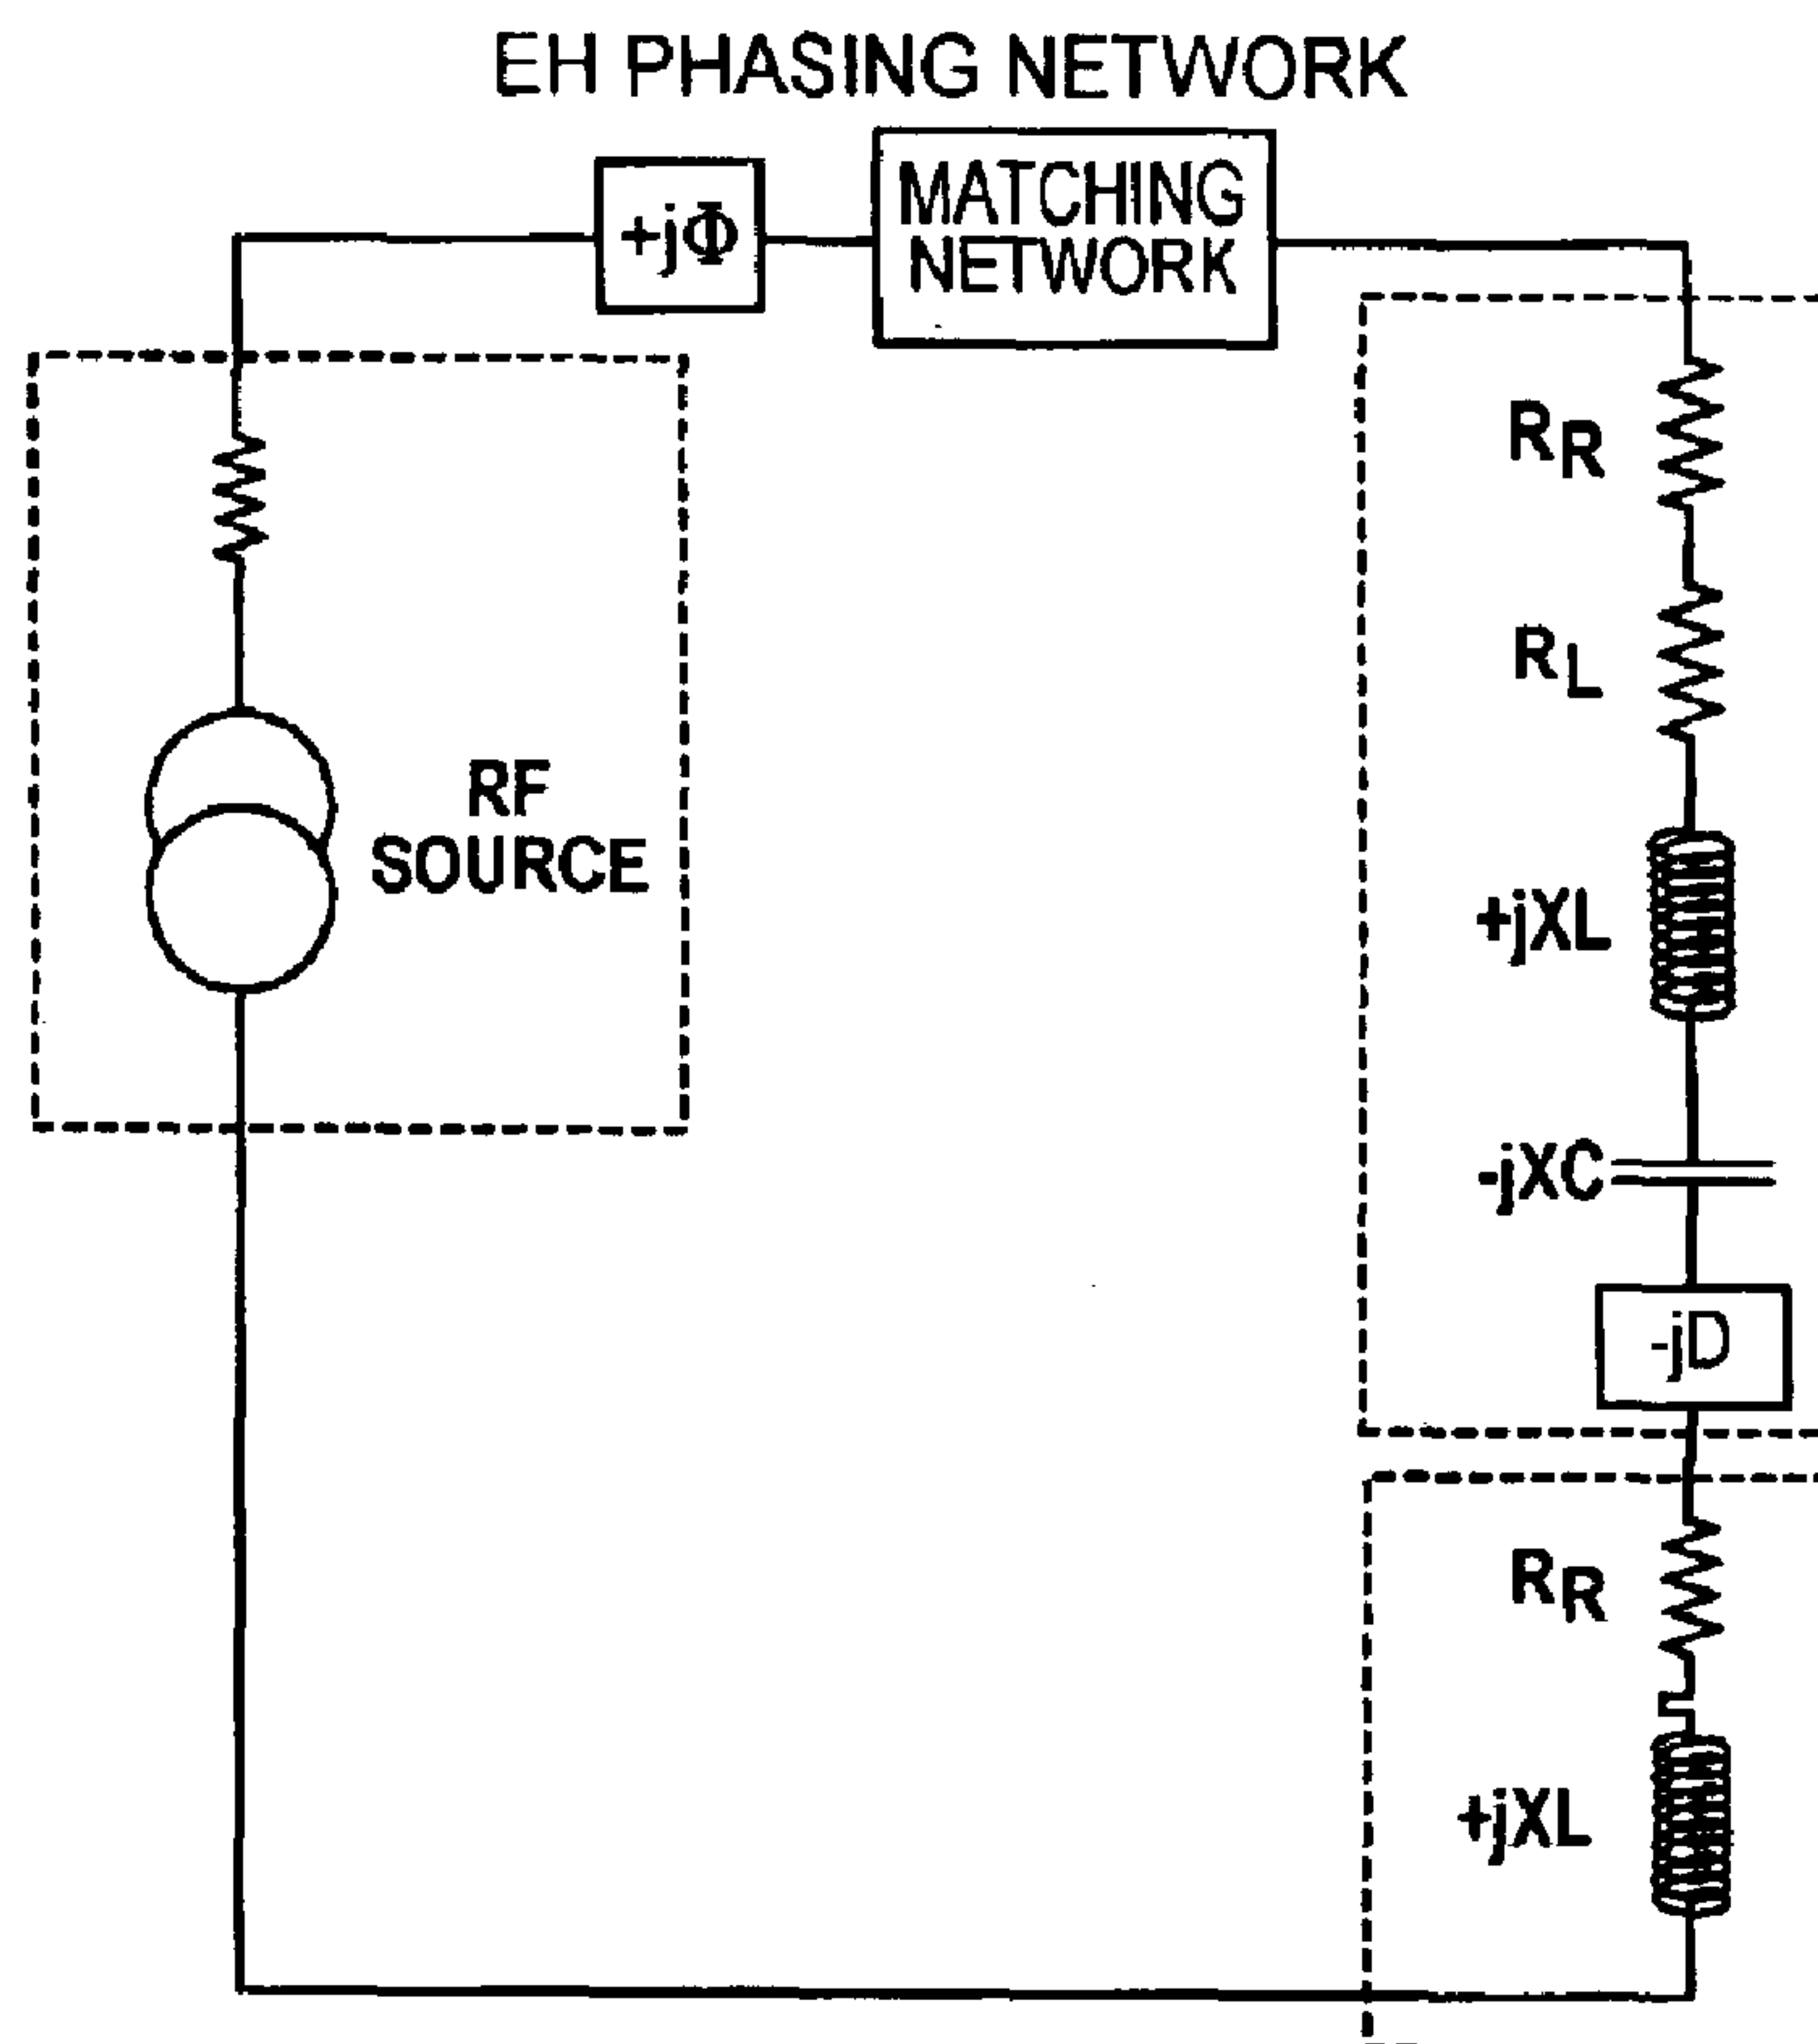 EH PHASING NETWORK
+jΦ
MATCHING
NETWORK
RR
RL
RF
SOURCE
+jXL
-jXC
-jD
RR
+jXL